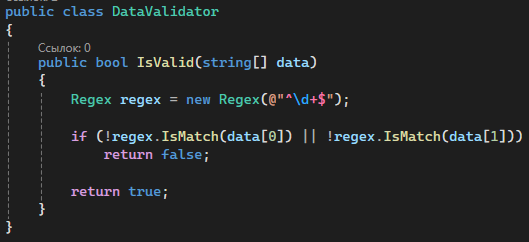 public class DataValidator
{
Ссылок: 0
public bool IsValid(string[] data)
{
Regex regex = new Regex(@"^\d+$");
if (!regex.IsMatch(data[0]) || !regex.IsMatch(data[1]))
return false;
return true;
}
}